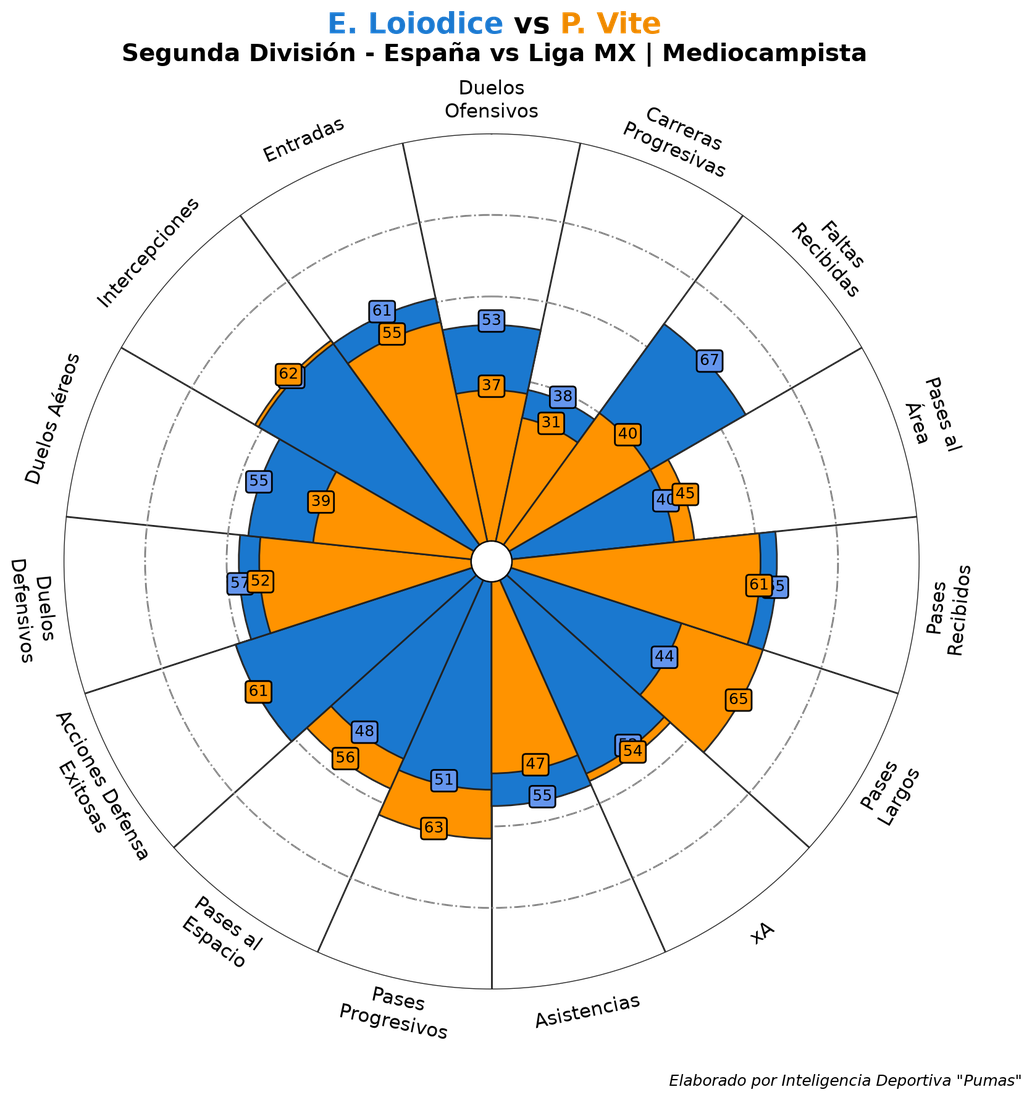 E. Loiodice vs P. Vite
Segunda División - España vs Liga MX | Mediocampista
Duelos
Ofensivos
Carreras
Progresivas
Faltas
Recibidas
Pases al
Área
Pases
Recibidos
Pases
Largos
xA
Asistencias
Pases
Progresivos
Pases al
Espacio
Acciones Defensa
Exitosas
Duelos
Defensivos
Duelos Aéreos
Intercepciones
Entradas
53
37
38
31
67
40
40
45
61
44
65
54
47
55
51
63
48
56
61
57
52
55
39
62
61
55
Elaborado por Inteligencia Deportiva "Pumas"